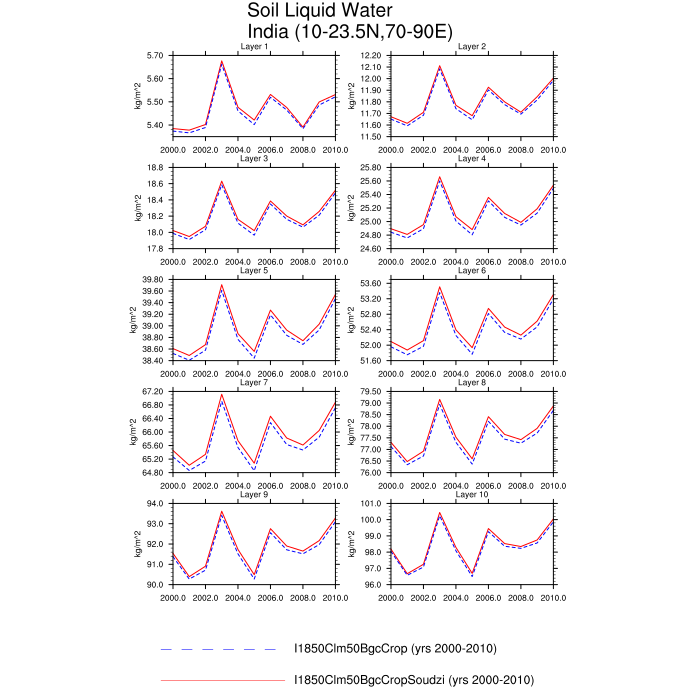 Soil Liquid Water
India (10-23.5N,70-90E)
Layer 1
kg/m^2
5.70
5.60
5.50
5.40
2000.0 2002.0 2004.0 2006.0 2008.0 2010.0
Layer 2
kg/m^2
12.20
12.10
12.00
11.90
11.80
11.70
11.60
11.50
2000.0 2002.0 2004.0 2006.0 2008.0 2010.0
Layer 3
kg/m^2
18.8
18.6
18.4
18.2
18.0
17.8
2000.0 2002.0 2004.0 2006.0 2008.0 2010.0
Layer 4
kg/m^2
25.80
25.60
25.40
25.20
25.00
24.80
24.60
2000.0 2002.0 2004.0 2006.0 2008.0 2010.0
Layer 5
kg/m^2
39.80
39.60
39.40
39.20
39.00
38.80
38.60
38.40
2000.0 2002.0 2004.0 2006.0 2008.0 2010.0
Layer 6
kg/m^2
53.60
53.20
52.80
52.40
52.00
51.60
2000.0 2002.0 2004.0 2006.0 2008.0 2010.0
Layer 7
kg/m^2
67.20
66.80
66.40
66.00
65.60
65.20
64.80
2000.0 2002.0 2004.0 2006.0 2008.0 2010.0
Layer 8
kg/m^2
79.50
79.00
78.50
78.00
77.50
77.00
76.50
76.00
2000.0 2002.0 2004.0 2006.0 2008.0 2010.0
Layer 9
kg/m^2
94.0
93.0
92.0
91.0
90.0
2000.0 2002.0 2004.0 2006.0 2008.0 2010.0
Layer 10
kg/m^2
101.0
100.0
99.0
98.0
97.0
96.0
2000.0 2002.0 2004.0 2006.0 2008.0 2010.0
I1850Clm50BgcCrop (yrs 2000-2010)
I1850Clm50BgcCropSoudzi (yrs 2000-2010)